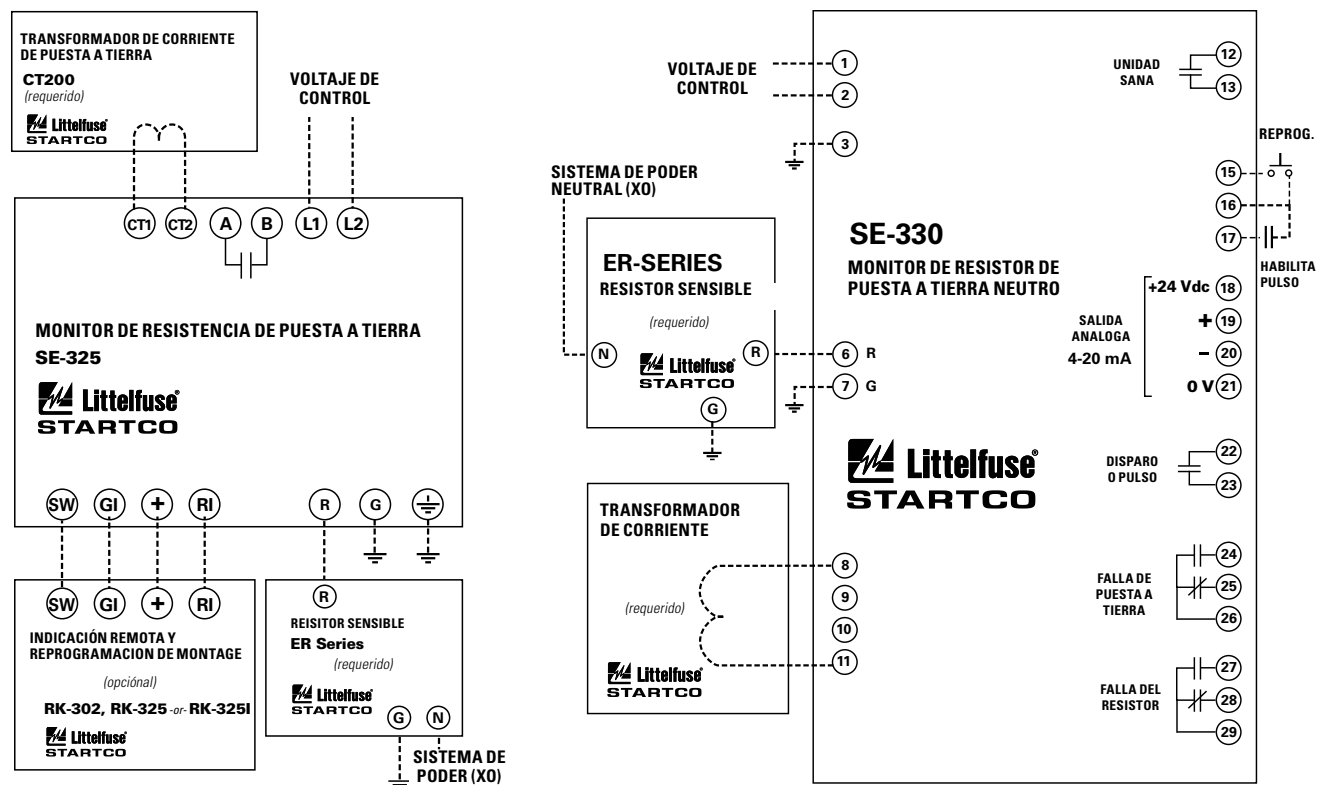 TRANSFORMADOR DE CORRIENTE
DE PUESTA A TIERRA
CT200
(requerido)
Littelfuse®
STARTCO
VOLTAJE DE
CONTROL
CT1
CT2
A
B
L1
L2
MONITOR DE RESISTENCIA DE PUESTA A TIERRA
SE-325
Littelfuse®
STARTCO
SW
GI
+
RI
R
G
SW
GI
+
RI
INDICACIÓN REMOTA Y
REPROGRAMACION DE MONTAGE
(opciónal)
RK-302, RK-325 -or- RK-325I
Littelfuse®
STARTCO
R
REISITOR SENSIBLE
ER Series
(requerido)
Littelfuse®
STARTCO
G
N
SISTEMA DE
PODER (XO)
VOLTAJE DE
CONTROL
1
2
3
SISTEMA DE PODER
NEUTRAL (XO)
ER-SERIES
RESISTOR SENSIBLE
(requerido)
N
R
Littelfuse®
STARTCO
G
6 R
7 G
TRANSFORMADOR
DE CORRIENTE
(requerido)
Littelfuse®
STARTCO
8
9
10
11
SE-330
MONITOR DE RESISTOR DE
PUESTA A TIERRA NEUTRO
Littelfuse®
STARTCO
UNIDAD
SANA
12
13
REPROG.
15
16
17
HABILITA
PULSO
SALIDA
ANALOGA
4-20 mA
+24 Vdc 18
+ 19
– 20
0 V 21
DISPARO
O PULSO
22
23
FALLA DE
PUESTA A
TIERRA
24
25
26
FALLA DEL
RESISTOR
27
28
29